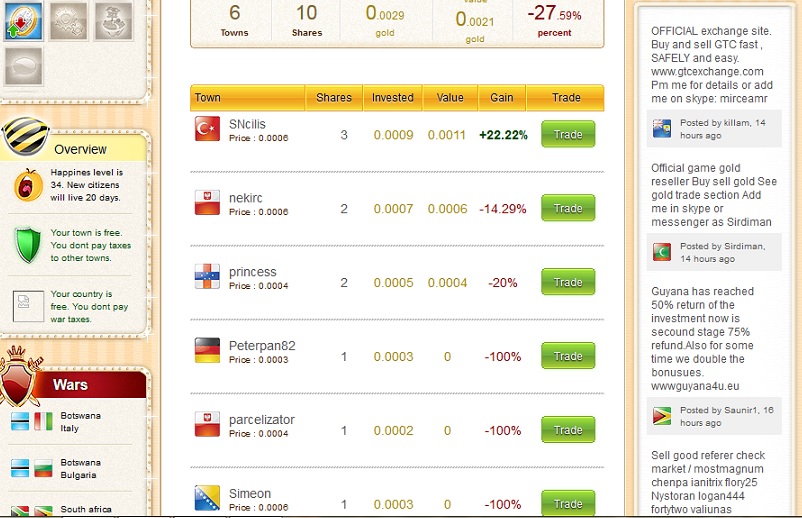 6
Towns
10
Shares
0.0029
gold
value
0.0021
gold
-27.59%
percent
Town Shares Invested Value Gain Trade
SNcilis
Price : 0.0006
3 0.0009 0.0011 +22.22% Trade
nekirc
Price : 0.0006
2 0.0007 0.0006 -14.29% Trade
princess
Price : 0.0004
2 0.0005 0.0004 -20% Trade
Peterpan82
Price : 0.0003
1 0.0003 0 -100% Trade
parcelizator
Price : 0.0004
1 0.0002 0 -100% Trade
Simeon
Price : 0.0006
1 0.0003 0 -100% Trade
Overview
Happines level is
34. New citizens
will live 20 days.
Your town is free.
You dont pay taxes
to other towns.
Your country is
free. You dont pay
war taxes.
Wars
Botswana
Italy
Botswana
Bulgaria
South africa
OFFICIAL exchange site.
Buy and sell GTC fast ,
SAFELY and easy.
www.gtcexchange.com
Pm me for details or add
me on skype: mirceamr
Posted by killam, 14
hours ago
Official game gold
reseller Buy sell gold See
gold trade section Add
me in skype or
messenger as Sirdiman
Posted by Sirdiman,
14 hours ago
Guyana has reached
50% return of the
investment now is
secound stage 75%
refund.Also for some
time we double the
bonusues.
wwwguyana4u.eu
Posted by Saunir1, 16
hours ago
Sell good referer check
market / mostmagnum
chenpa ianitrix flory25
Nystoran logan444
fortytwo valiunas